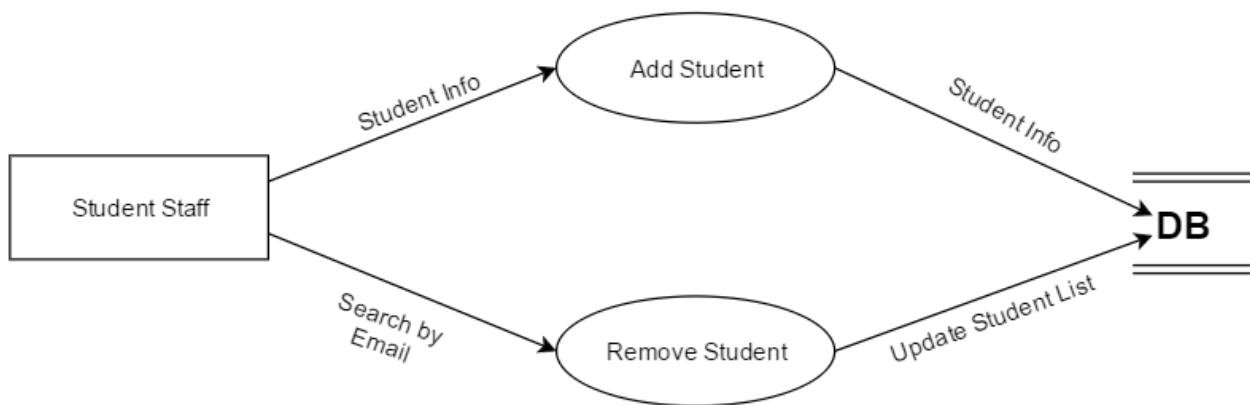 Student Info
Add Student
Student Info
Student Staff
DB
Search by
Email
Remove Student
Update Student List